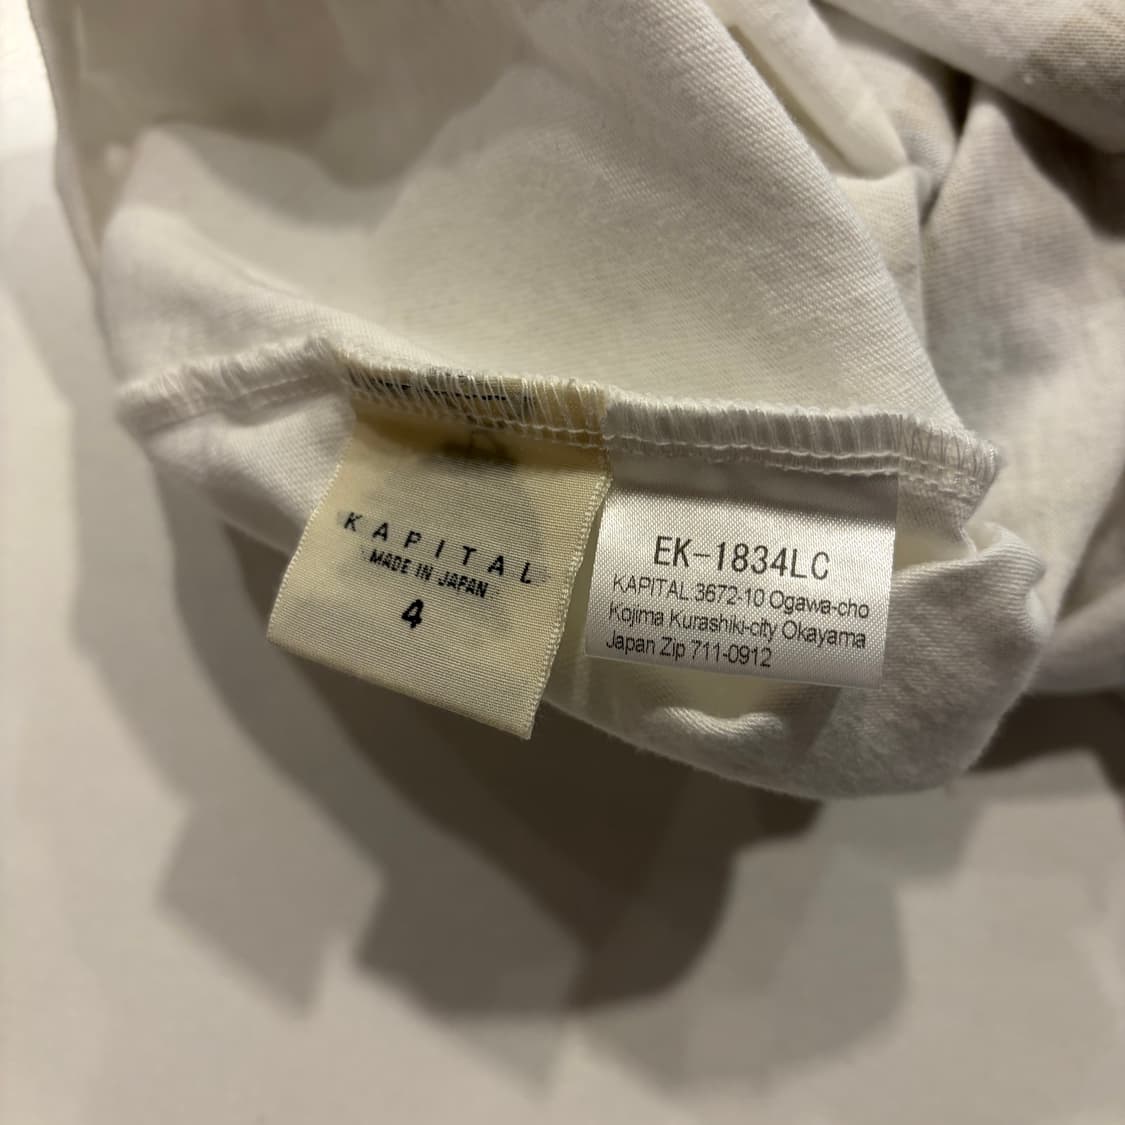 KAPITAL
MADE IN JAPAN
4
EK-1834LC
KAPITAL 3672-10 Ogawa-cho
Kojima Kurashiki-city Okayama
Japan Zip 711-0912